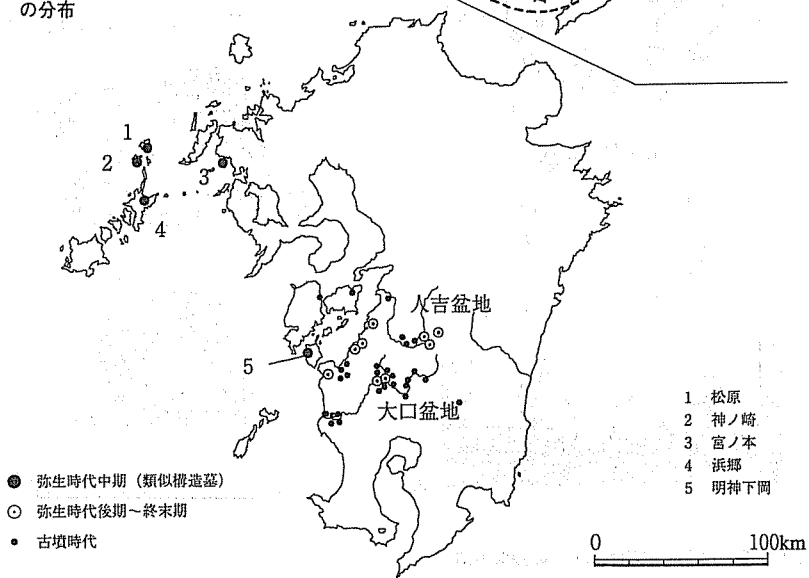 の分布
1
2
3
4
5
人吉盆地
大口盆地
1 松原
2 神ノ崎
3 宮ノ本
4 浜郷
5 明神下岡
弥生時代中期（類似構造墓）
弥生時代後期～終末期
古墳時代
0 100km